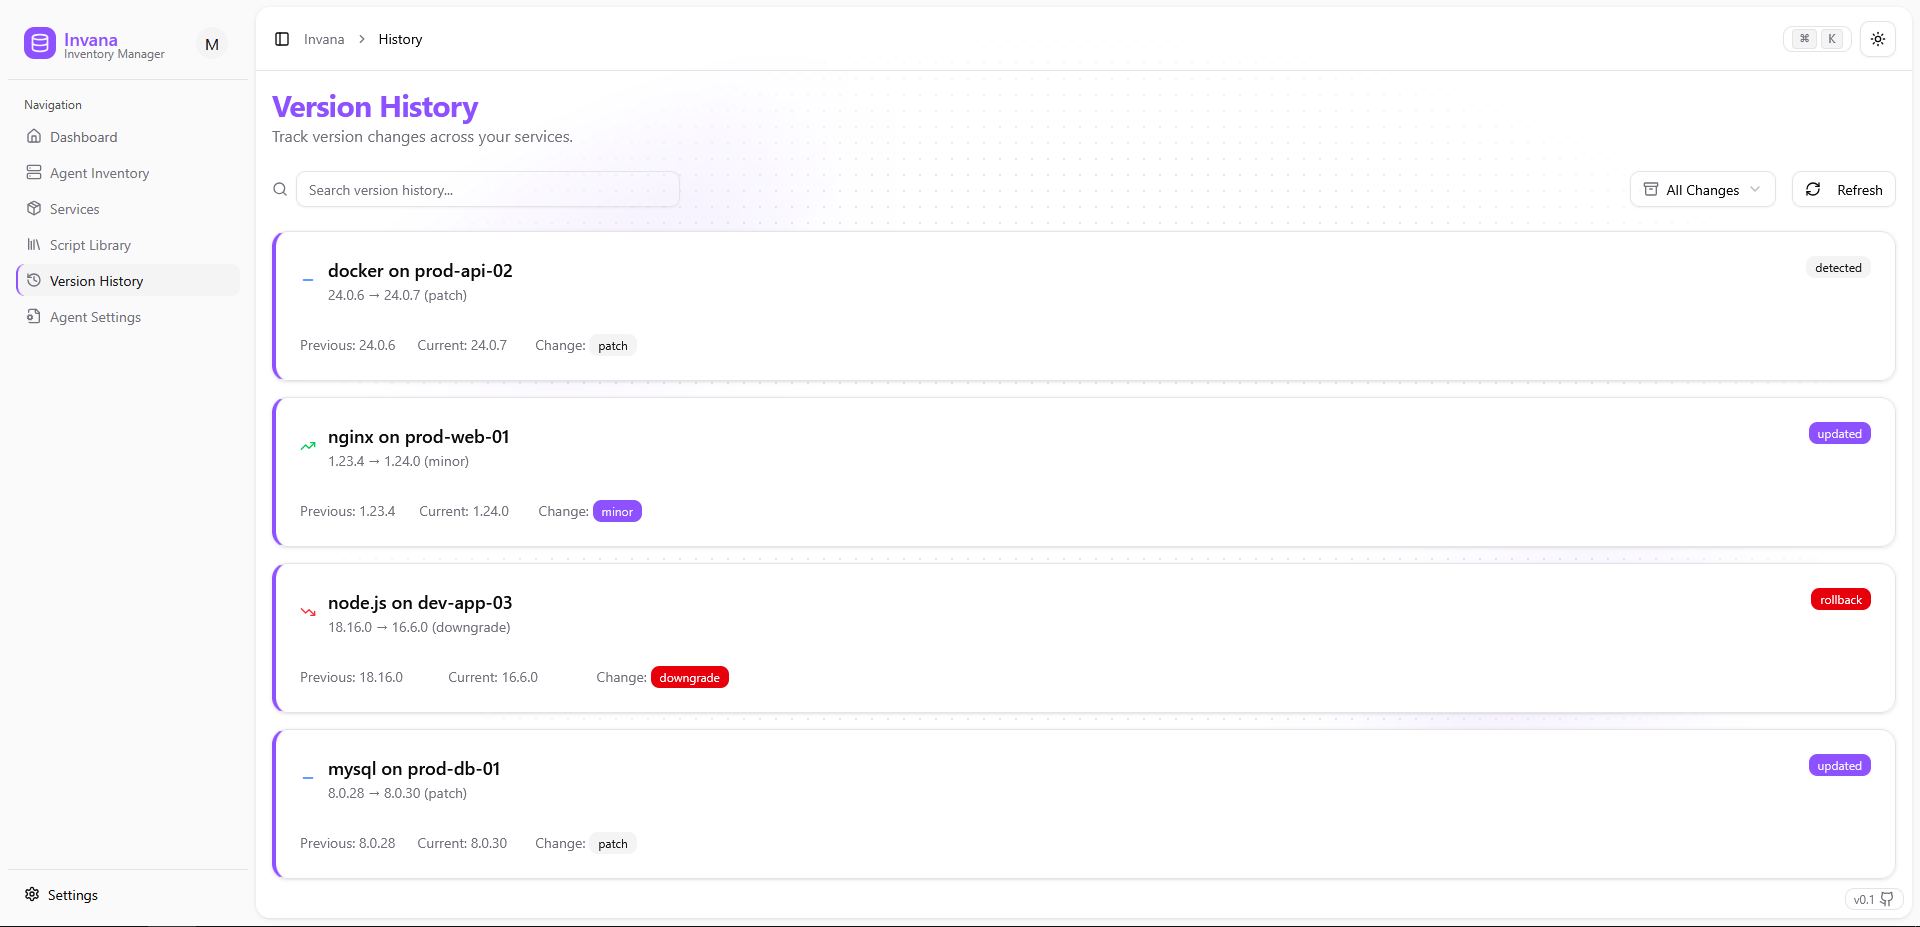 Invana
Inventory Manager
M
Navigation
Dashboard
Agent Inventory
Services
Script Library
Version History
Agent Settings
Settings
Invana > History
⌘ K
Version History
Track version changes across your services.
Search version history...
All Changes
Refresh
docker on prod-api-02
detected
24.0.6 → 24.0.7 (patch)
Previous: 24.0.6 Current: 24.0.7 Change: patch
nginx on prod-web-01
updated
1.23.4 → 1.24.0 (minor)
Previous: 1.23.4 Current: 1.24.0 Change: minor
node.js on dev-app-03
rollback
18.16.0 → 16.6.0 (downgrade)
Previous: 18.16.0 Current: 16.6.0 Change: downgrade
mysql on prod-db-01
updated
8.0.28 → 8.0.30 (patch)
Previous: 8.0.28 Current: 8.0.30 Change: patch
v0.1